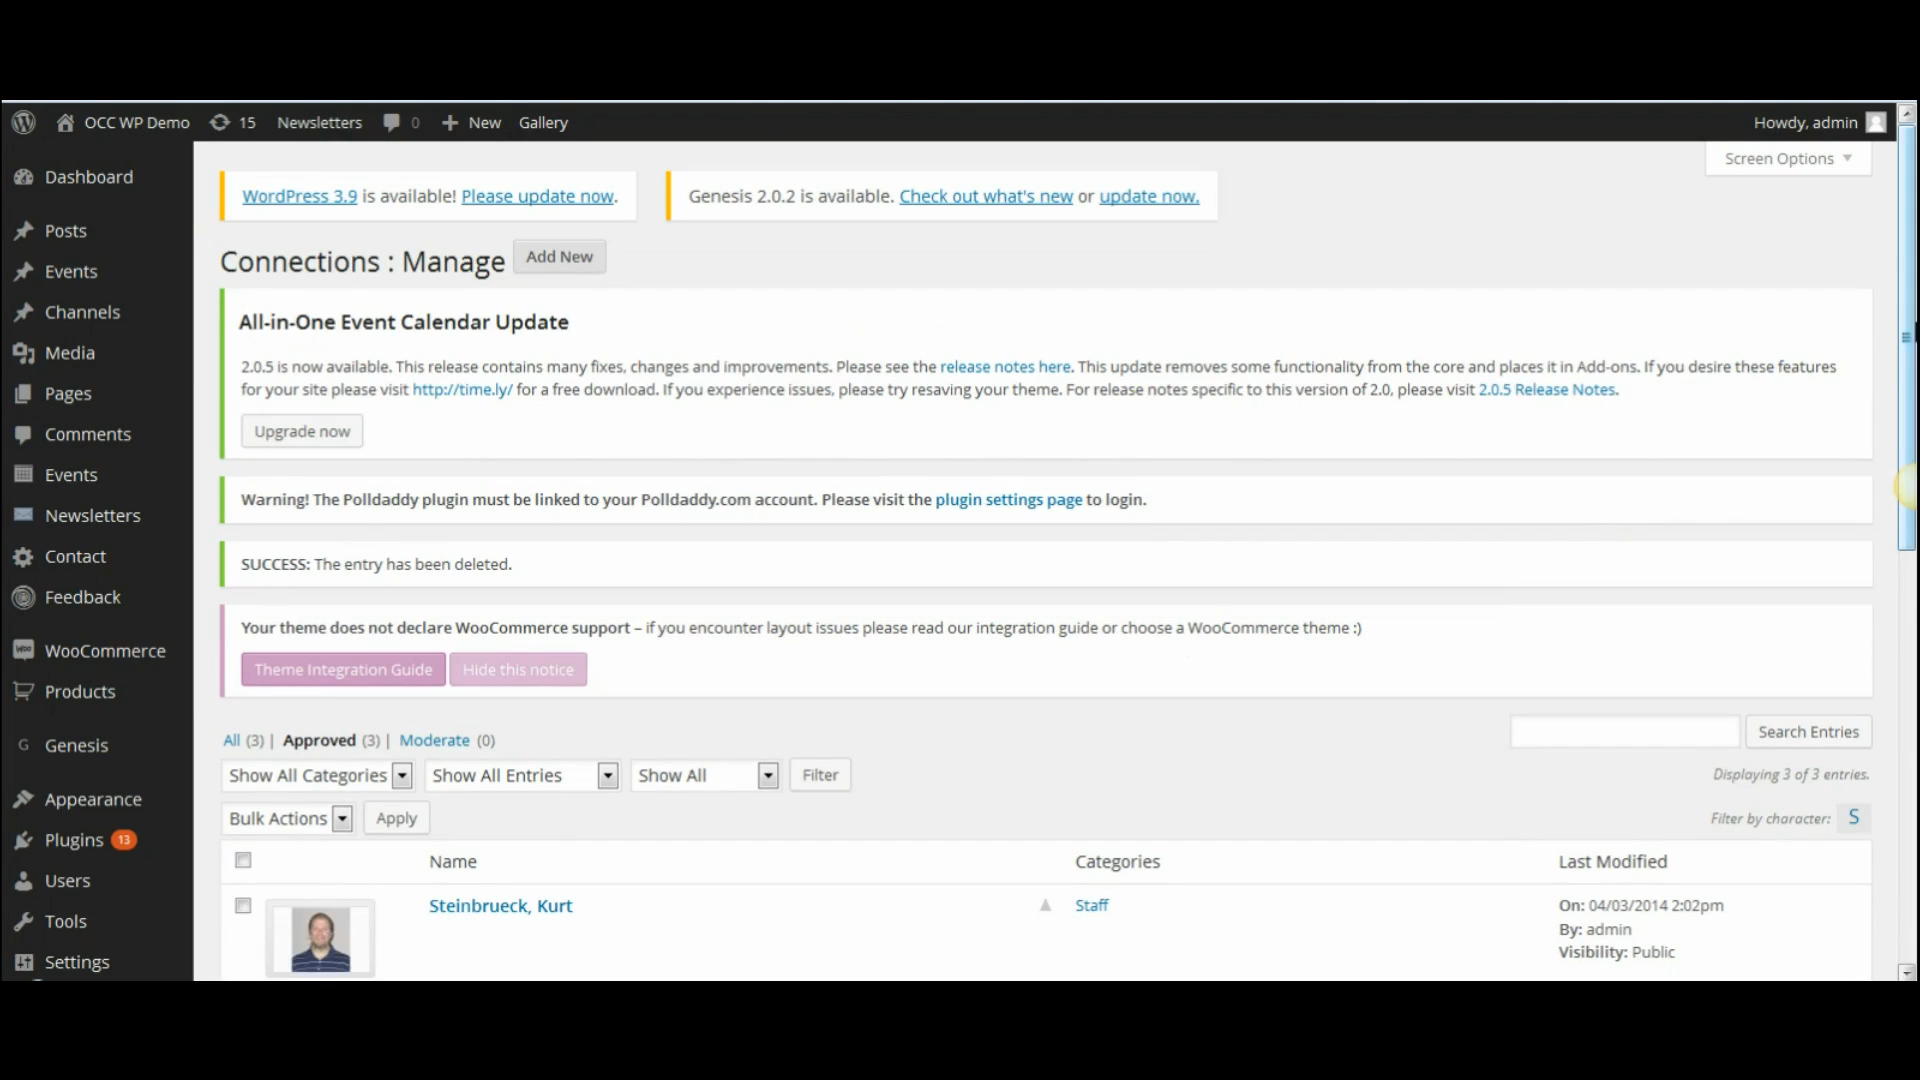 OCC WP Demo 15 Newsletters 0 New Gallery Howdy, admin
Screen Options
Dashboard
Posts
Events
Channels
Media
Pages
Comments
Events
Newsletters
Contact
Feedback
WooCommerce
Products
Genesis
Appearance
Plugins 13
Users
Tools
Settings
WordPress 3.9 is available! Please update now.
Genesis 2.0.2 is available. Check out what's new or update now.
Connections : Manage Add New
All-in-One Event Calendar Update
2.0.5 is now available. This release contains many fixes, changes and improvements. Please see the release notes here. This update removes some functionality from the core and places it in Add-ons. If you desire these features
for your site please visit http://time.ly/ for a free download. If you experience issues, please try resaving your theme. For release notes specific to this version of 2.0, please visit 2.0.5 Release Notes.
Upgrade now
Warning! The Polldaddy plugin must be linked to your Polldaddy.com account. Please visit the plugin settings page to login.
SUCCESS: The entry has been deleted.
Your theme does not declare WooCommerce support – if you encounter layout issues please read our integration guide or choose a WooCommerce theme :)
Theme Integration Guide Hide this notice
All (3) | Approved (3) | Moderate (0)
Search Entries
Show All Categories Show All Entries Show All Filter
Displaying 3 of 3 entries.
Bulk Actions Apply
Filter by character: S
Name Categories Last Modified
Steinbrueck, Kurt Staff On: 04/03/2014 2:02pm
By: admin
Visibility: Public